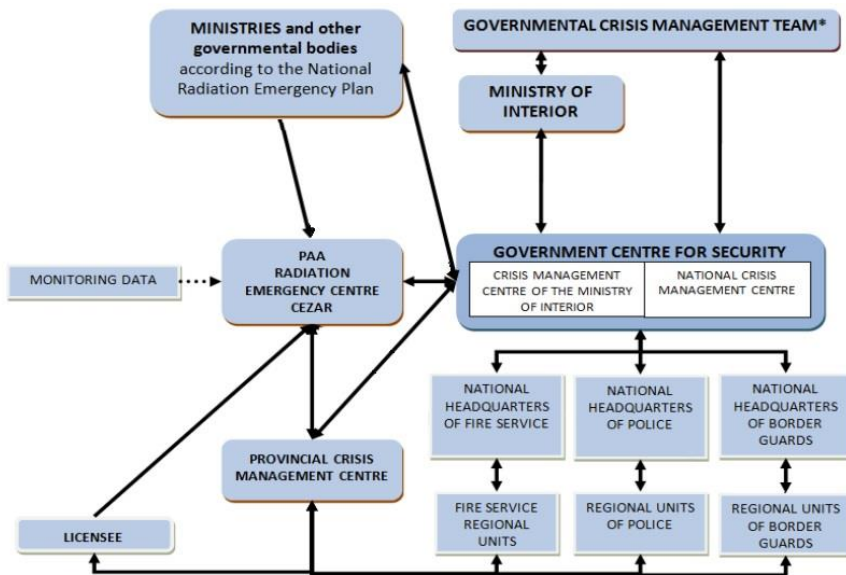 MINISTRIES and other
governmental bodies
according to the National
Radiation Emergency Plan
GOVERNMENTAL CRISIS MANAGEMENT TEAM*
MINISTRY OF
INTERIOR
MONITORING DATA
PAA
RADIATION
EMERGENCY CENTRE
CEZAR
GOVERNMENT CENTRE FOR SECURITY
CRISIS MANAGEMENT
CENTRE OF THE MINISTRY
OF INTERIOR
NATIONAL CRISIS
MANAGEMENT CENTRE
NATIONAL
HEADQUARTERS
OF FIRE SERVICE
NATIONAL
HEADQUARTERS
OF POLICE
NATIONAL
HEADQUARTERS
OF BORDER
GUARDS
PROVINCIAL CRISIS
MANAGEMENT CENTRE
LICENSEE
FIRE SERVICE
REGIONAL
UNITS
REGIONAL UNITS
OF POLICE
REGIONAL UNITS
OF BORDER
GUARDS